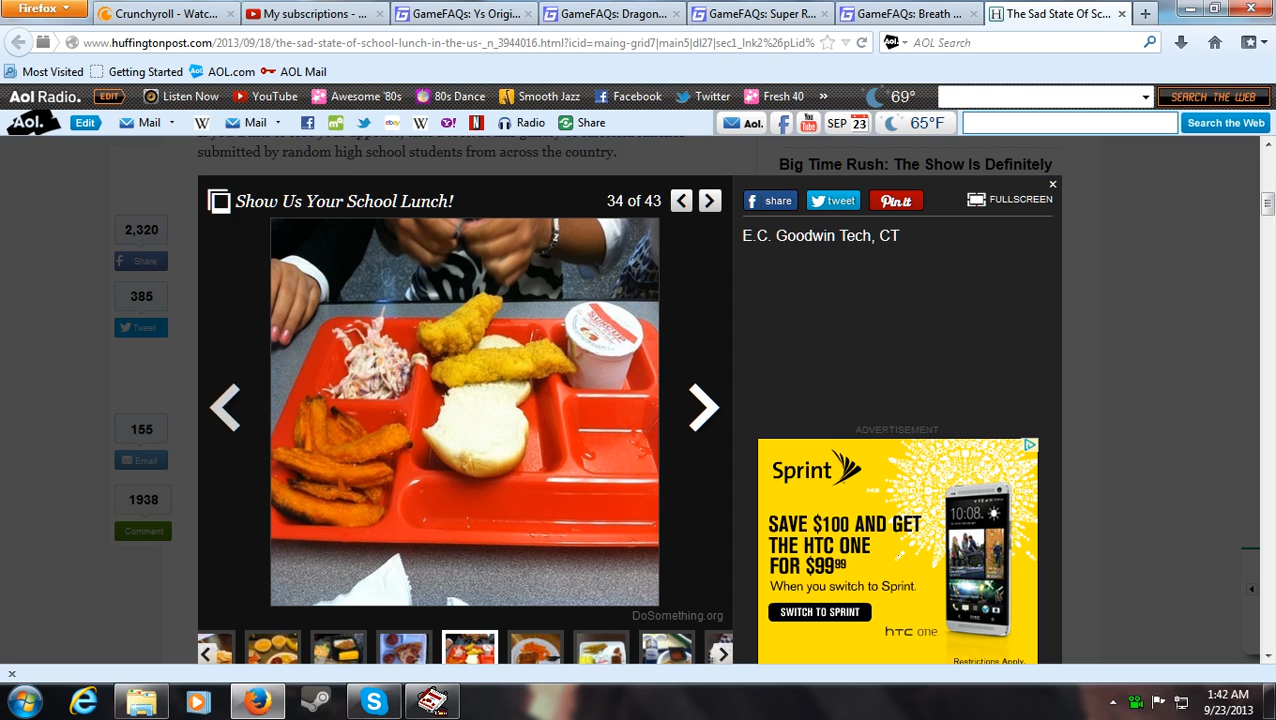 Firefox
Crunchyroll - Watc...
My subscriptions - ...
GameFAQs: Ys Origi...
GameFAQs: Dragon...
GameFAQs: Super R...
GameFAQs: Breath ...
The Sad State Of Sc...
www.huffingtonpost.com/2013/09/18/the-sad-state-of-school-lunch-in-the-us-_n_3944016.html?icid=maing-grid7|main5|dl27|sec1_lnk2%26pLid%
AOL Search
Most Visited
Getting Started
AOL.com
AOL Mail
Aol Radio.
EDIT
Listen Now
YouTube
Awesome '80s
80s Dance
Smooth Jazz
Facebook
Twitter
Fresh 40
69°
SEARCH THE WEB
Aol.
Edit
Mail
Mail
Radio
Share
Aol.
SEP 23
65°F
Search the Web
submitted by random high school students from across the country.
Big Time Rush: The Show Is Definitely
Show Us Your School Lunch!
34 of 43
share
tweet
Pin it
FULLSCREEN
E.C. Goodwin Tech, CT
2,320
Share
385
Tweet
155
Email
1938
Comment
SUNCUP
DoSomething.org
ADVERTISEMENT
Sprint
SAVE $100 AND GET
THE HTC ONE
FOR $99.99
When you switch to Sprint.
SWITCH TO SPRINT
10:08
htc one
Restrictions Apply.
1:42 AM
9/23/2013